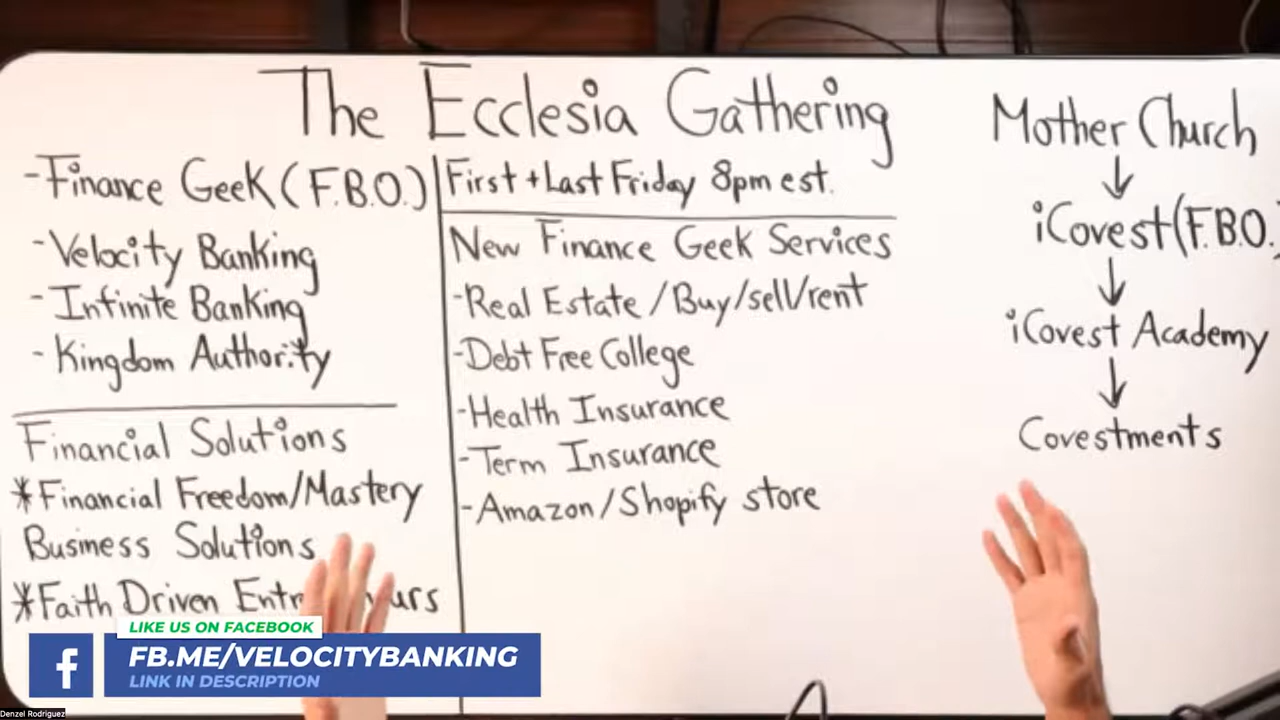 The Ecclesia Gathering
-Finance Geek (F.B.O.)
-Velocity Banking
-Infinite Banking
-Kingdom Authority
Financial Solutions
*Financial Freedom/Mastery
Business Solutions
*Faith Driven
First + Last Friday 8pm est.
New Finance Geek Services
-Real Estate/Buy/sell/rent
-Debt Free College
-Health Insurance
-Term Insurance
-Amazon/Shopify store
Mother Church
↓
iCovest (F.B.O.
↓
iCovest Academy
↓
Covestments
LIKE US ON FACEBOOK
f
FB.ME/VELOCITYBANKING
LINK IN DESCRIPTION
Denzel Rodriguez